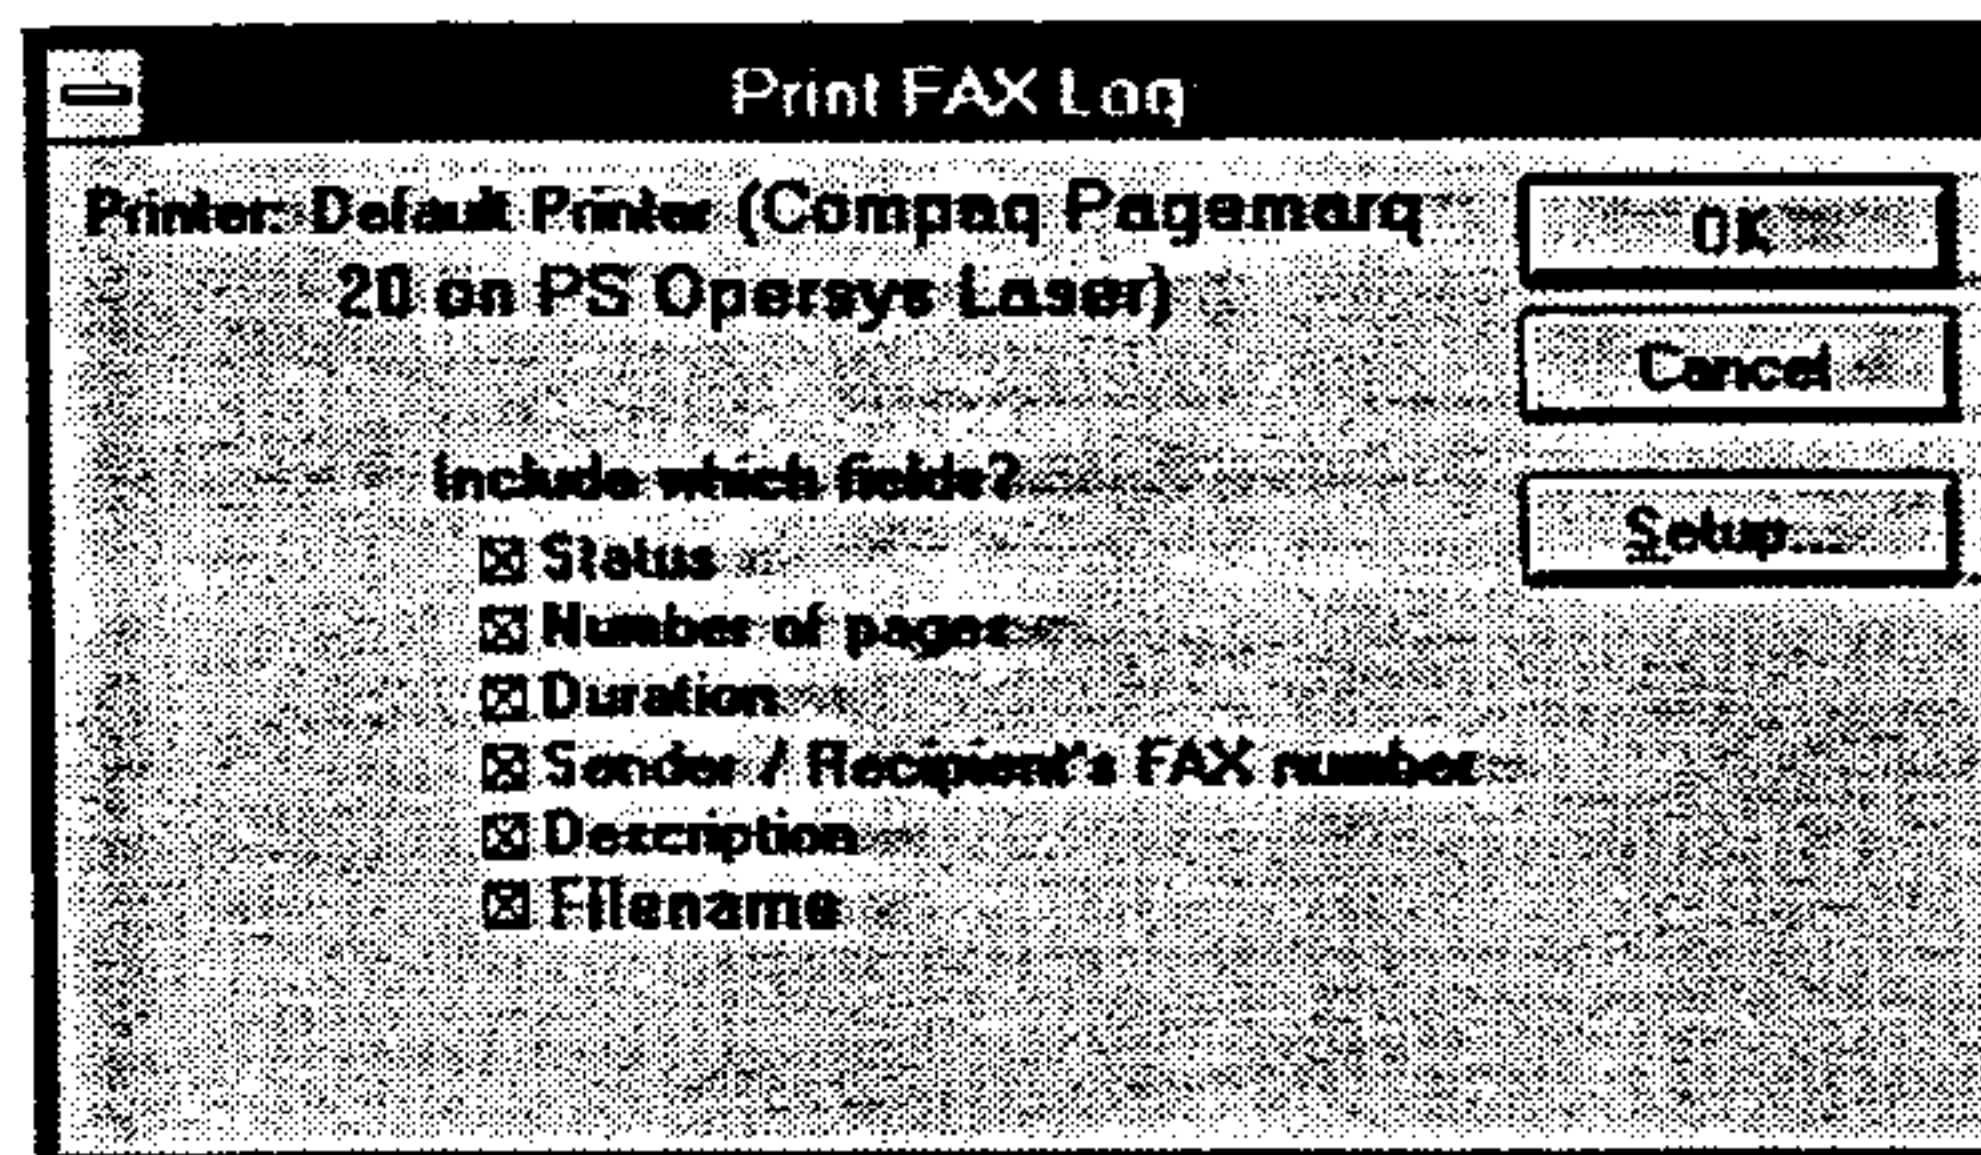 Print FAX Log
Printer: Default Printer (Compaq Pagemarq
20 on PS Opersys Laser)
OK
Cancel
Setup...
Include which fields?
Status
Number of pages
Duration
Sender / Recipient's FAX number
Description
Filename